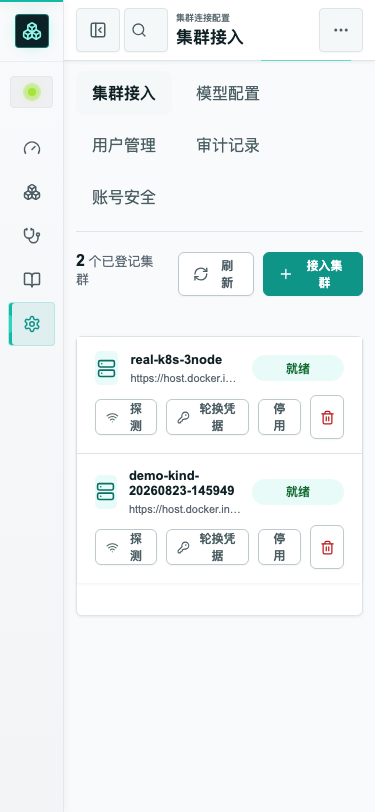 集群连接配置
集群接入
集群接入
模型配置
用户管理
审计记录
账号安全
2 个已登记集
群
刷
新
接入集
群
real-k8s-3node
https://host.docker.i…
就绪
探
测
轮换凭
据
停
用
demo-kind-
20260823-145949
https://host.docker.in…
就绪
探
测
轮换凭
据
停
用